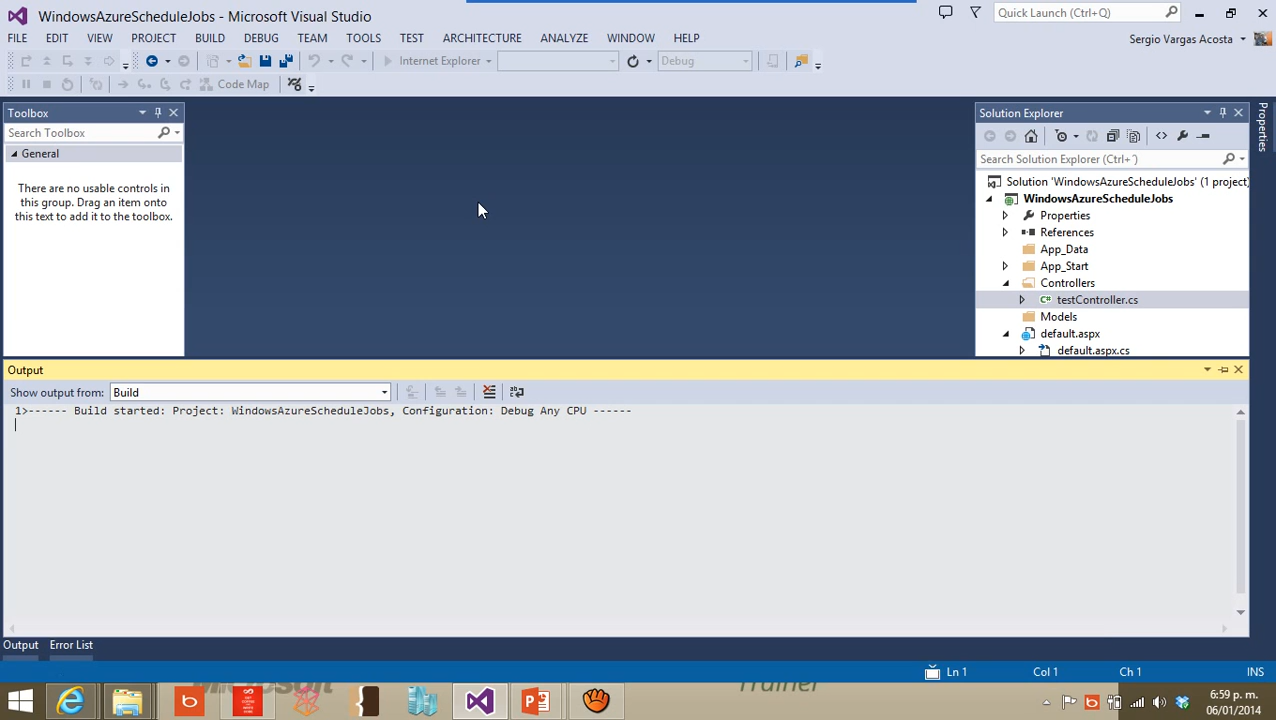 WindowsAzureScheduleJobs - Microsoft Visual Studio
Quick Launch (Ctrl+Q)
FILE EDIT VIEW PROJECT BUILD DEBUG TEAM TOOLS TEST ARCHITECTURE ANALYZE WINDOW HELP
Sergio Vargas Acosta
Internet Explorer
Debug
Code Map
Toolbox
Search Toolbox
General
There are no usable controls in
this group. Drag an item onto
this text to add it to the toolbox.
Solution Explorer
Properties
Search Solution Explorer (Ctrl+´)
Solution 'WindowsAzureScheduleJobs' (1 project)
WindowsAzureScheduleJobs
Properties
References
App_Data
App_Start
Controllers
C# testController.cs
Models
default.aspx
default.aspx.cs
Output
Show output from: Build
1>------ Build started: Project: WindowsAzureScheduleJobs, Configuration: Debug Any CPU ------
Output Error List
Ln 1 Col 1 Ch 1 INS
Microsoft
Trainer
6:59 p. m.
06/01/2014